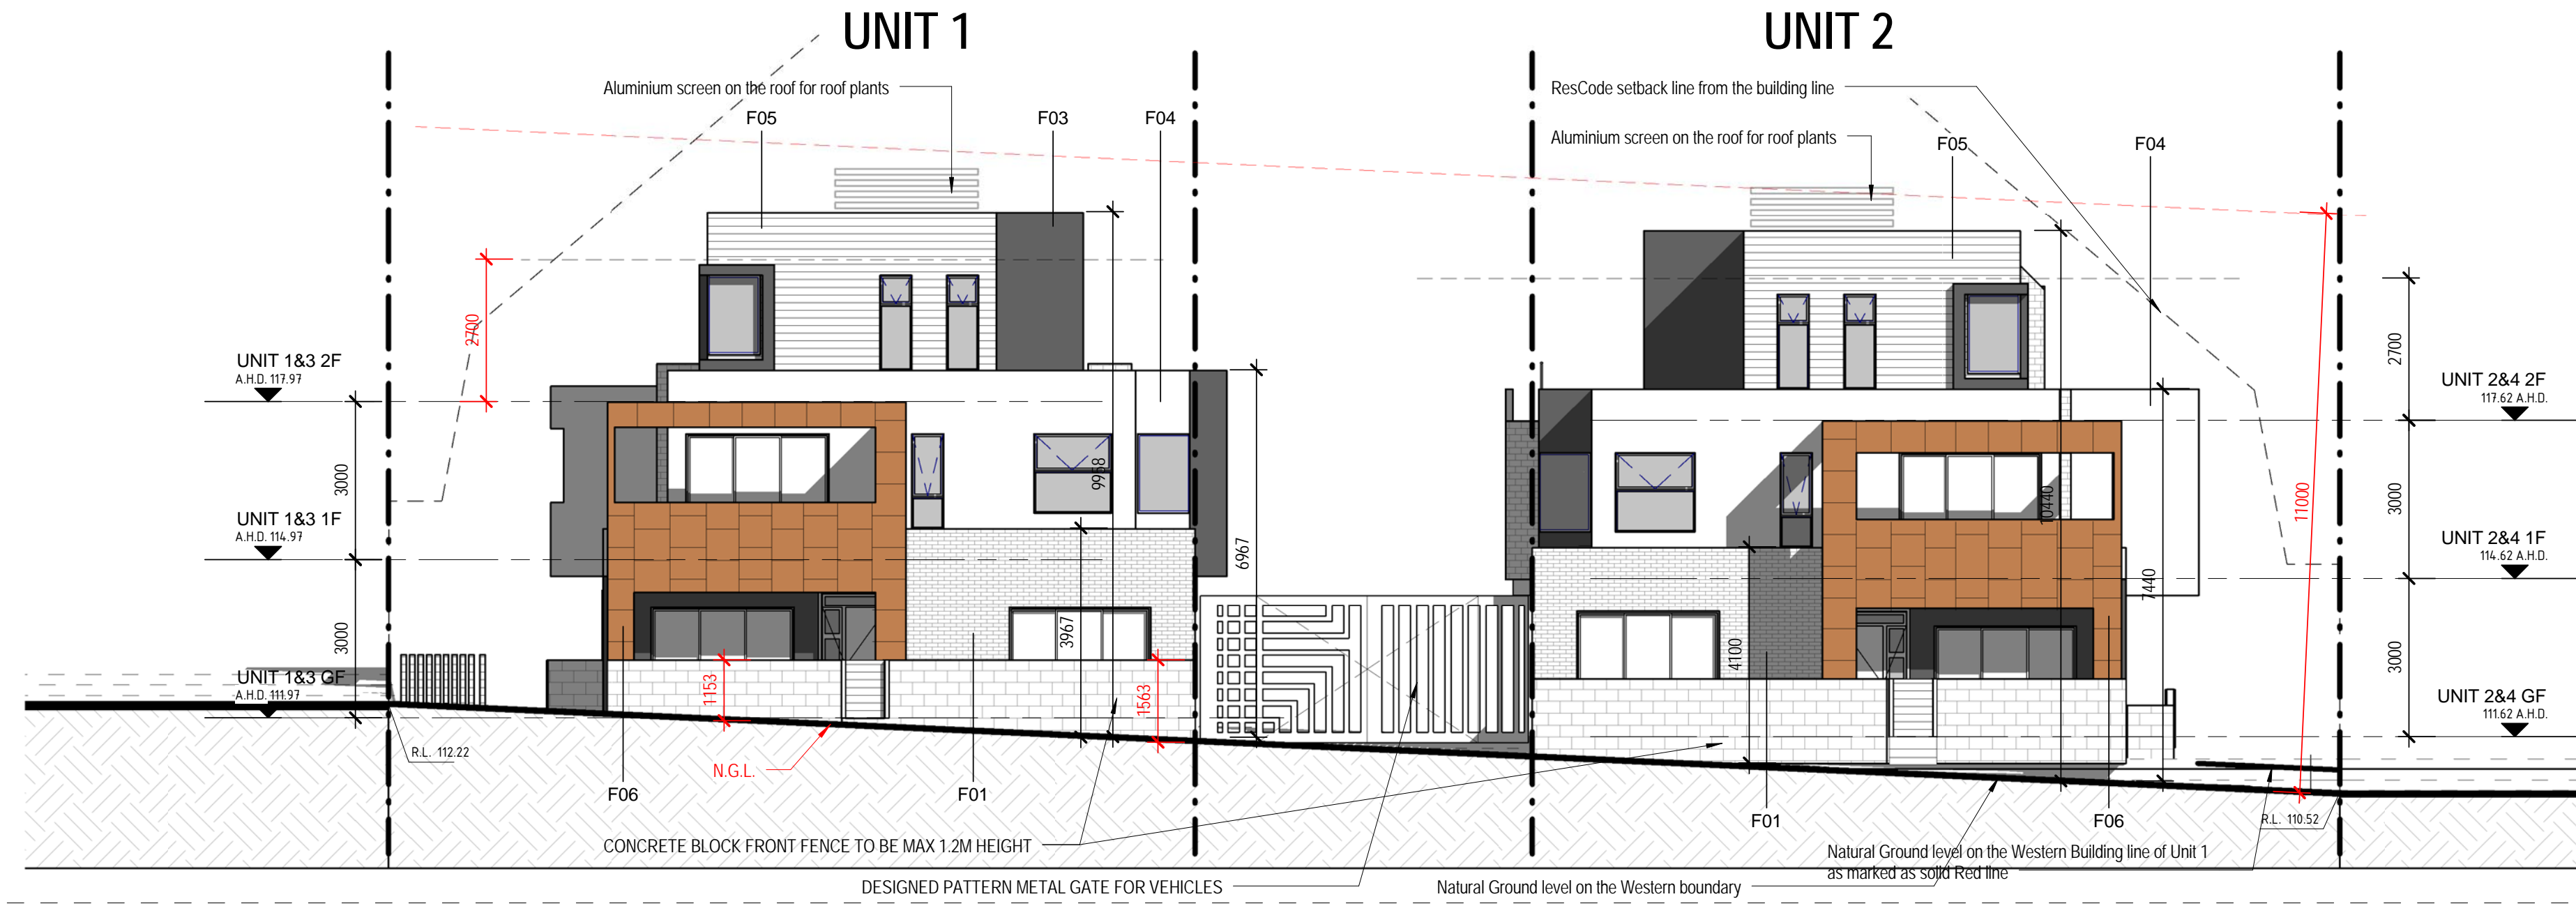 UNIT 1
UNIT 2
Aluminium screen on the roof for roof plants
ResCode setback line from the building line
F05
F03
F04
Aluminium screen on the roof for roof plants
F05
F04
2700
2700
UNIT 1&3 2F
A.H.D. 117.97
UNIT 2&4 2F
117.62 A.H.D.
3000
9958
10440
11000
3000
UNIT 1&3 1F
A.H.D. 114.97
UNIT 2&4 1F
114.62 A.H.D.
6967
7440
3000
3967
4100
3000
UNIT 1&3 GF
A.H.D. 111.97
1153
1563
UNIT 2&4 GF
111.62 A.H.D.
R.L. 112.22
N.G.L.
F06
F01
F01
F06
R.L. 110.52
CONCRETE BLOCK FRONT FENCE TO BE MAX 1.2M HEIGHT
Natural Ground level on the Western Building line of Unit 1
as marked as solid Red line
DESIGNED PATTERN METAL GATE FOR VEHICLES
Natural Ground level on the Western boundary